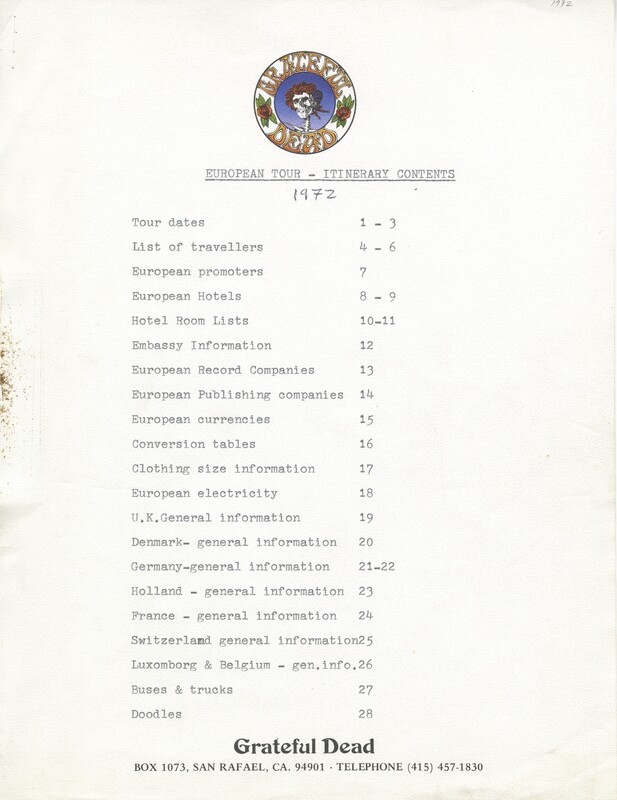 1972
GRATEFUL
DEAD
EUROPEAN TOUR - ITINERARY CONTENTS
1972
Tour dates 1 - 3
List of travellers 4 - 6
European promoters 7
European Hotels 8 - 9
Hotel Room Lists 10-11
Embassy Information 12
European Record Companies 13
European Publishing companies 14
European currencies 15
Conversion tables 16
Clothing size information 17
European electricity 18
U.K.General information 19
Denmark- general information 20
Germany-general information 21-22
Holland - general information 23
France - general information 24
Switzerland general information25
Luxomborg & Belgium - gen.info.26
Buses & trucks 27
Doodles 28
Grateful Dead
BOX 1073, SAN RAFAEL, CA. 94901 · TELEPHONE (415) 457-1830